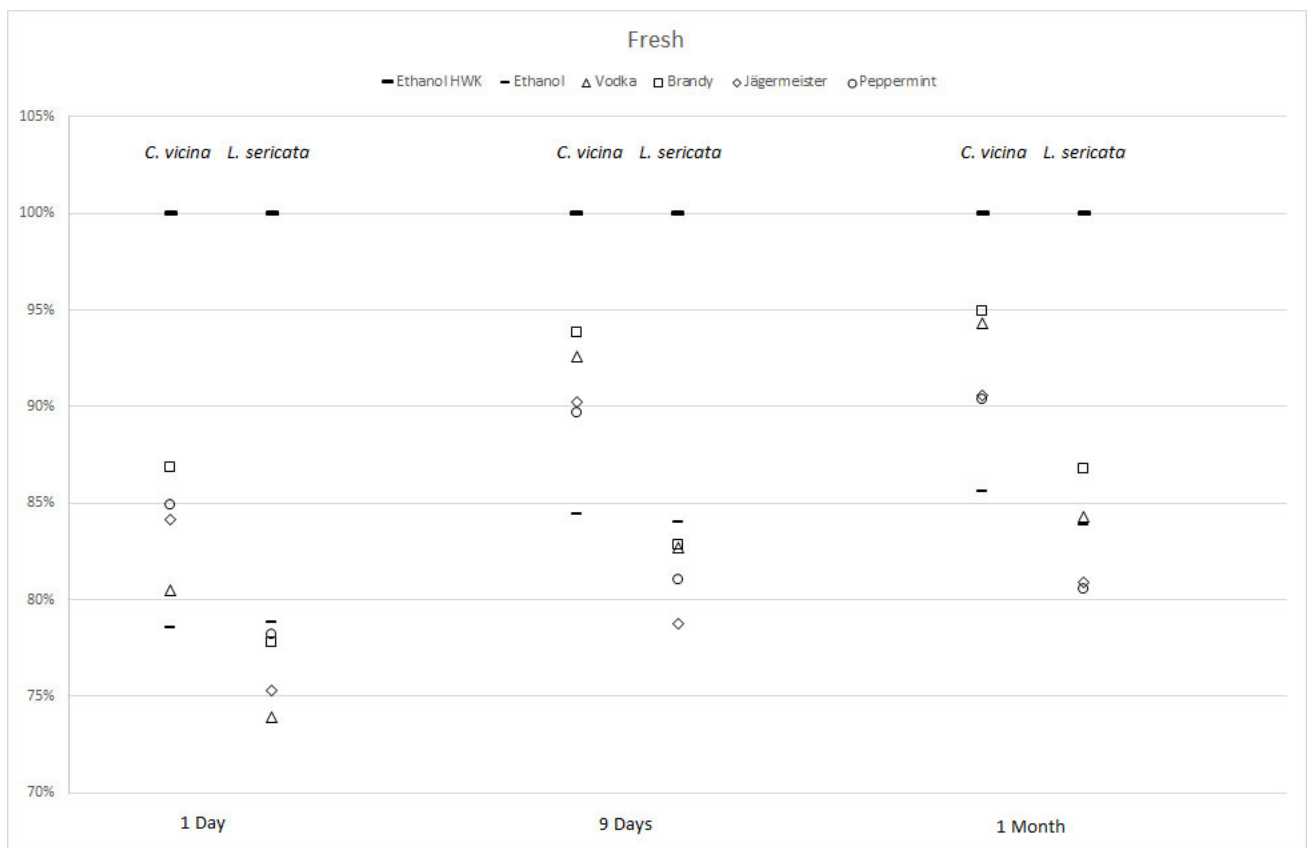 Fresh
Ethanol HWK Ethanol Vodka Brandy Jägermeister Peppermint
105%
C. vicina L. sericata C. vicina L. sericata C. vicina L. sericata
100%
95%
90%
85%
80%
75%
70%
1 Day 9 Days 1 Month